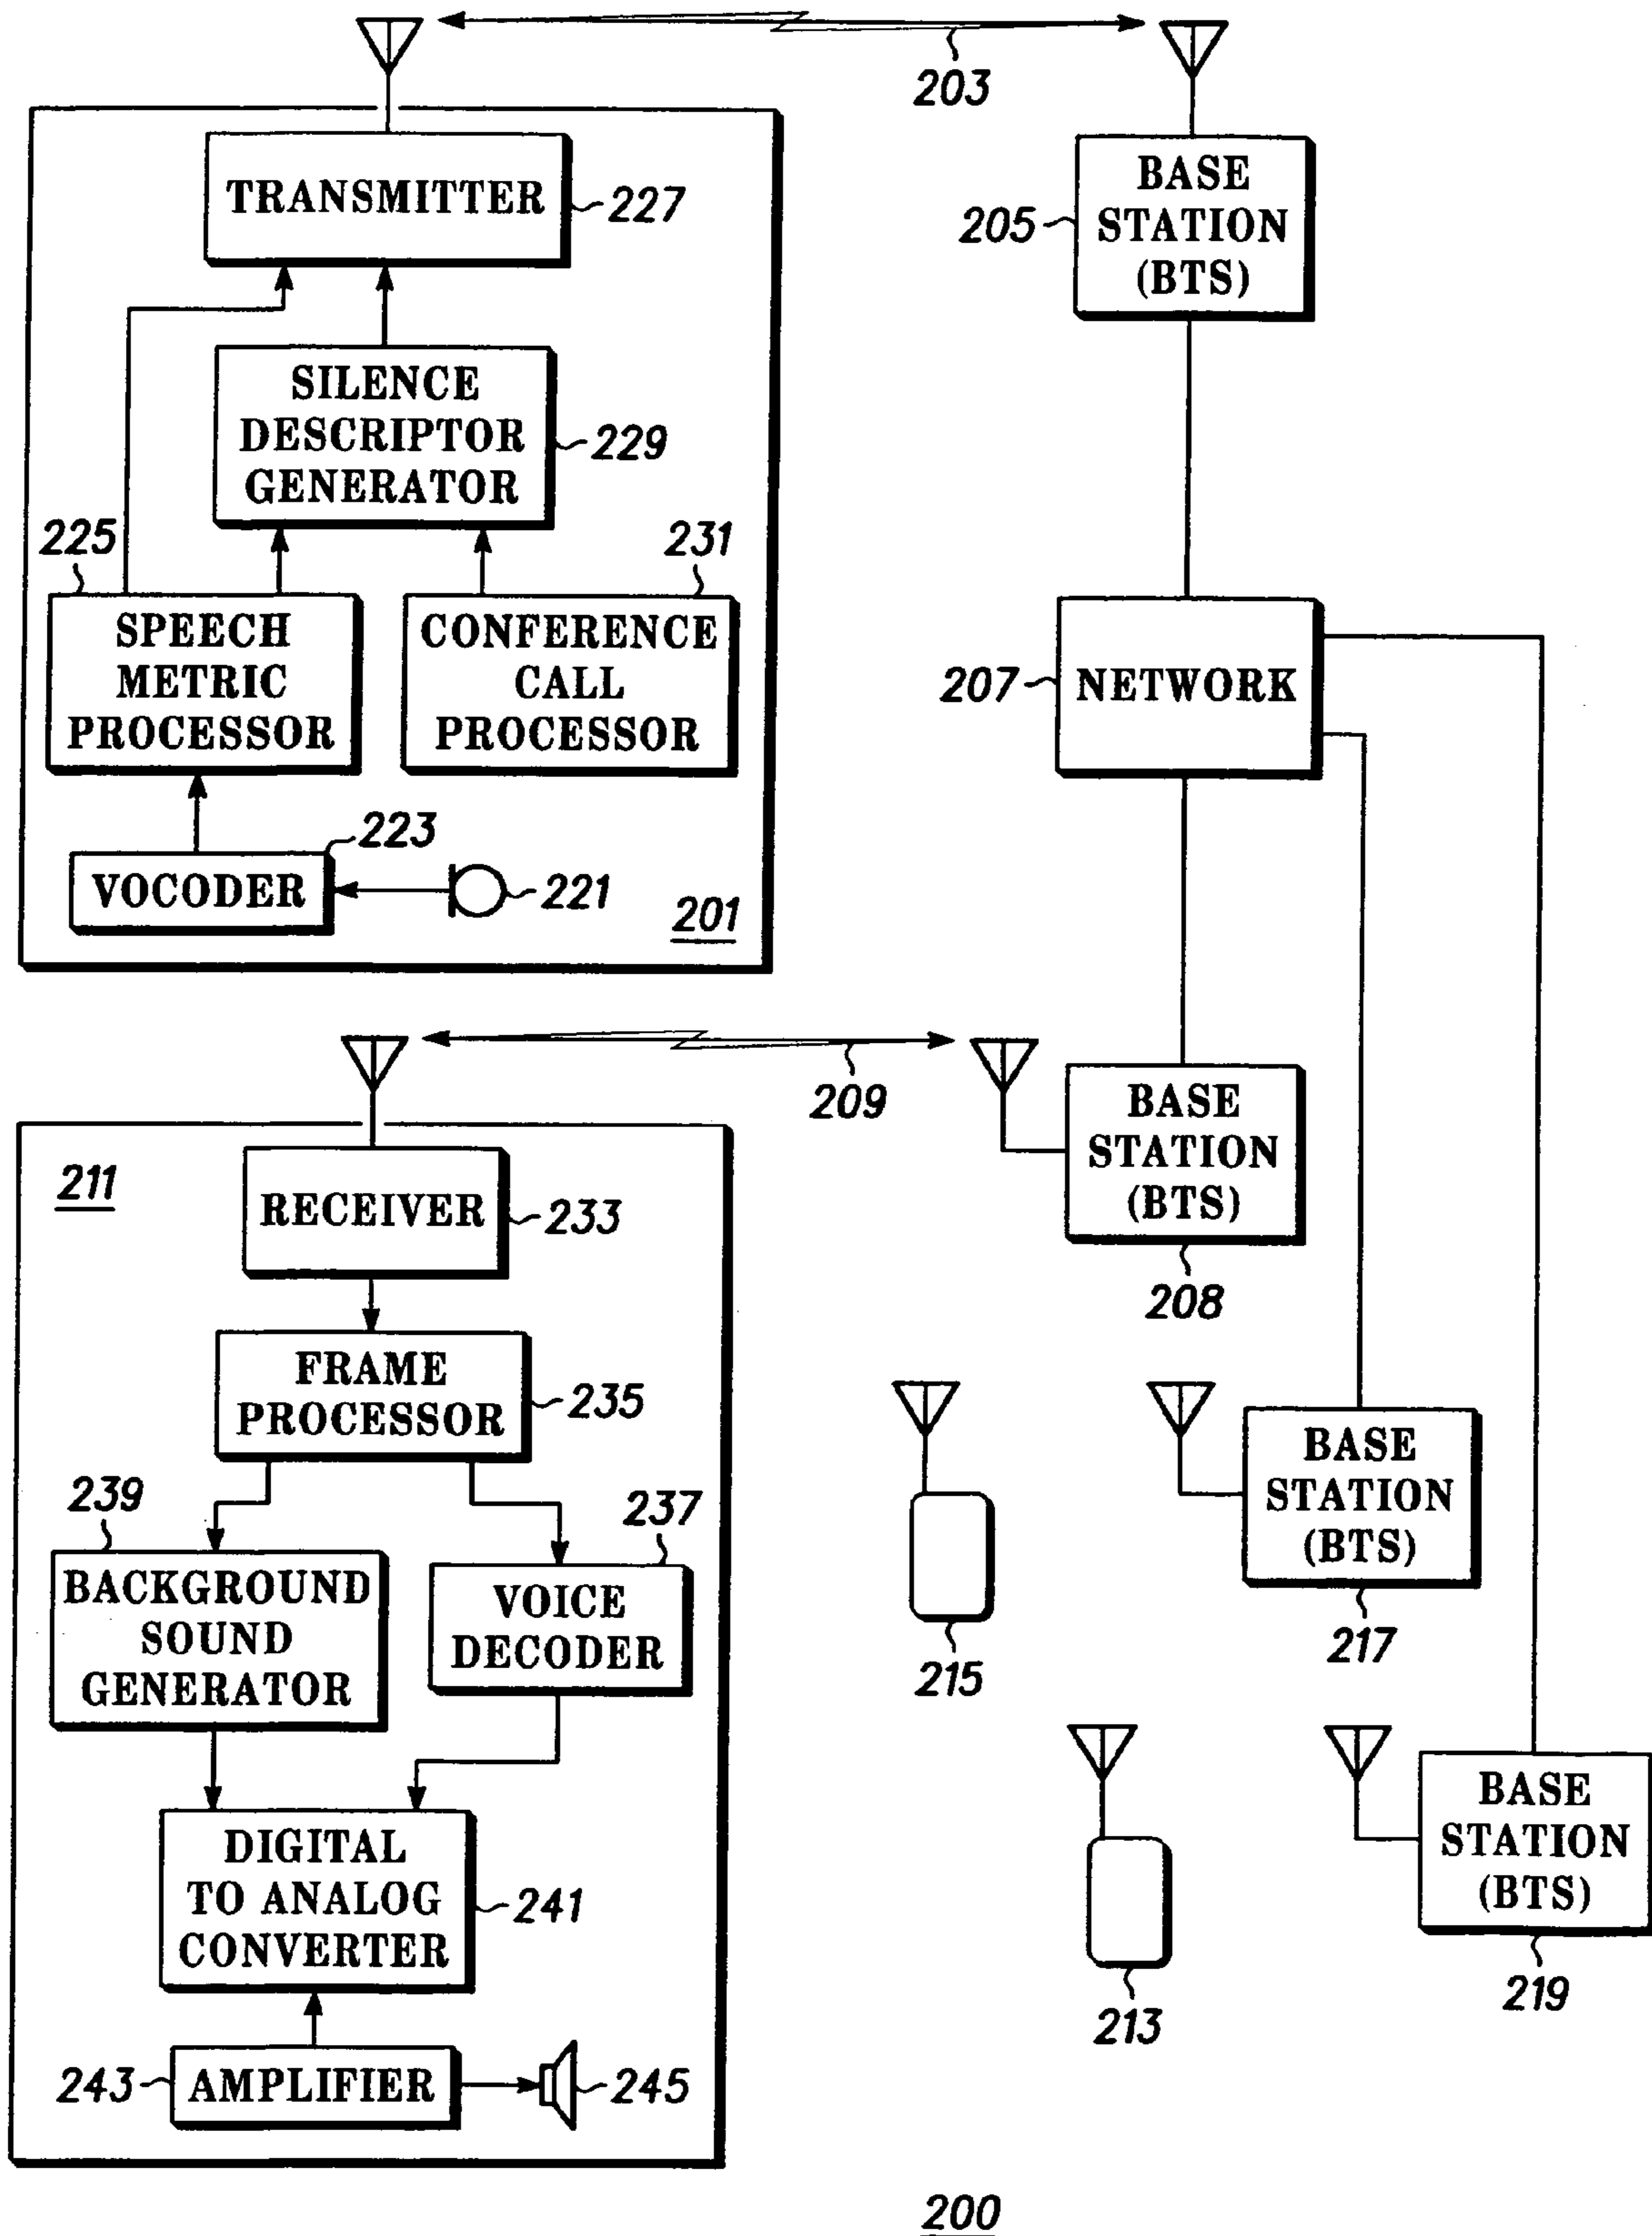 203
TRANSMITTER
227
BASE
STATION
(BTS)
205
SILENCE
DESCRIPTOR
GENERATOR
229
225
231
SPEECH
METRIC
PROCESSOR
CONFERENCE
CALL
PROCESSOR
207
NETWORK
223
VOCODER
221
201
209
BASE
STATION
(BTS)
208
211
RECEIVER
233
FRAME
PROCESSOR
235
239
237
BACKGROUND
SOUND
GENERATOR
VOICE
DECODER
215
BASE
STATION
(BTS)
217
DIGITAL
TO ANALOG
CONVERTER
241
213
BASE
STATION
(BTS)
219
243
AMPLIFIER
245
200